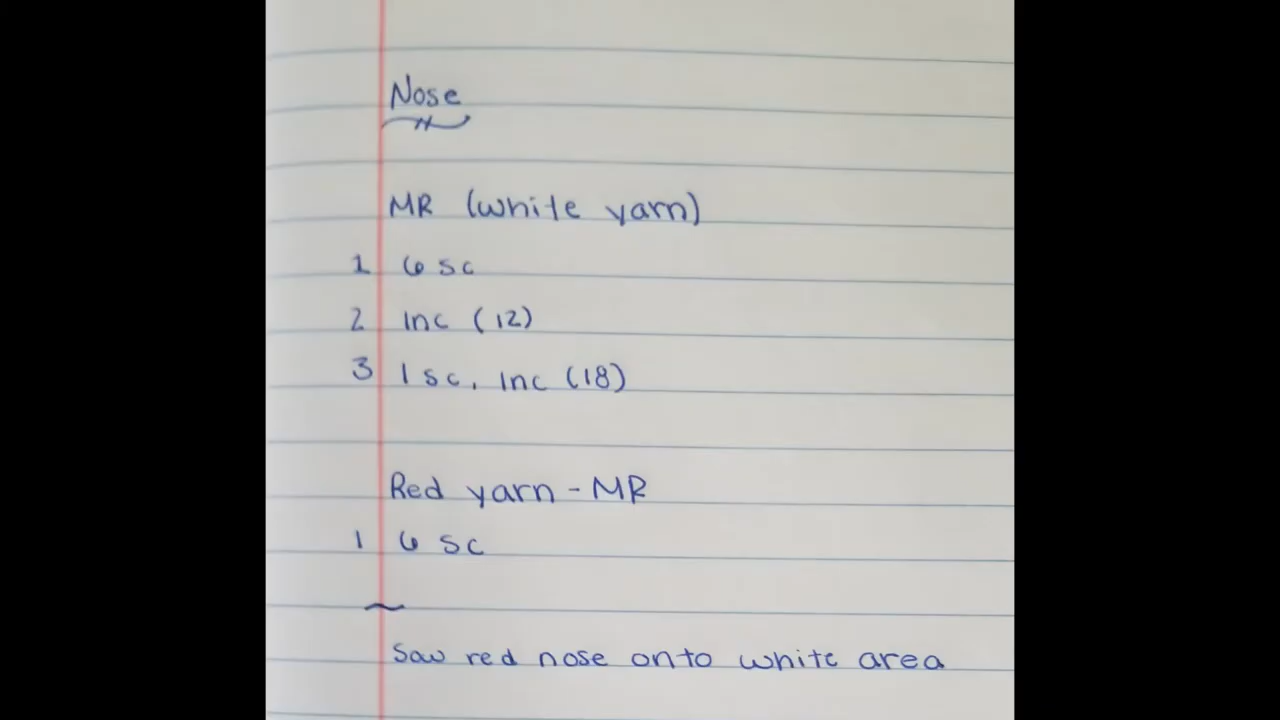 Nose
MR (white yarn)
1 6 sc
2 inc (12)
3 1 sc, inc (18)
Red yarn - MR
1 6 sc
~
Saw red nose onto white area